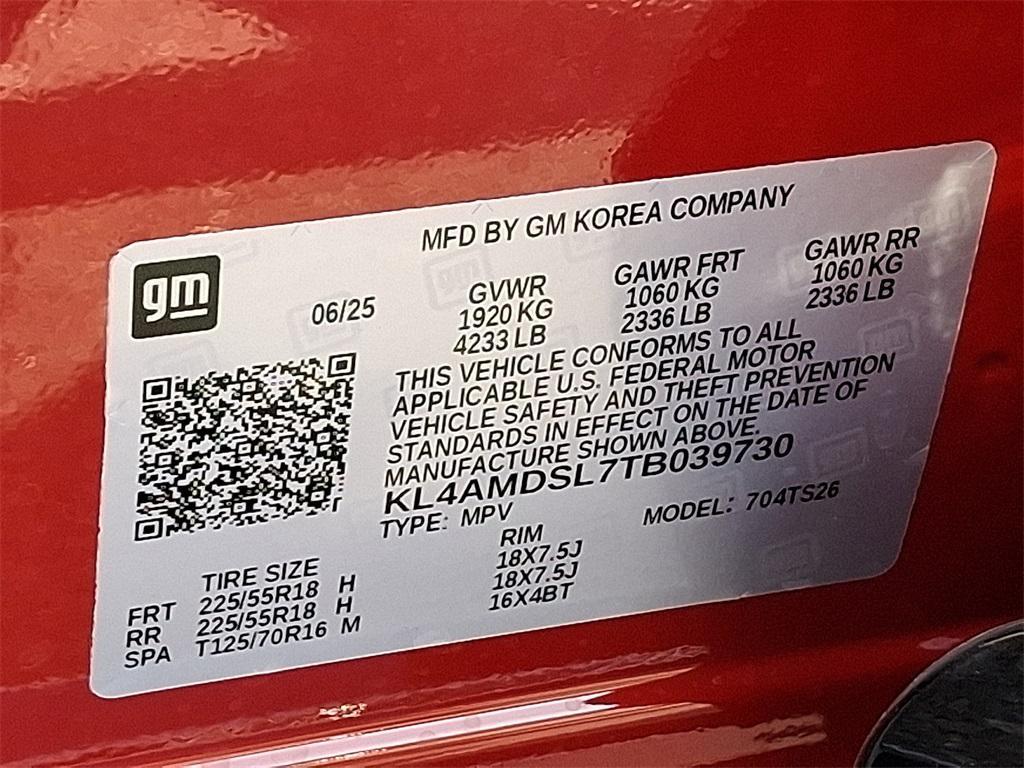 MFD BY GM KOREA COMPANY
gm
06/25
GVWR GAWR FRT GAWR RR
1920 KG 1060 KG 1060 KG
4233 LB 2336 LB 2336 LB
THIS VEHICLE CONFORMS TO ALL
APPLICABLE U.S. FEDERAL MOTOR
VEHICLE SAFETY AND THEFT PREVENTION
STANDARDS IN EFFECT ON THE DATE OF
MANUFACTURE SHOWN ABOVE.
KL4AMDSL7TB039730
TYPE: MPV MODEL: 704TS26
TIRE SIZE RIM
FRT 225/55R18 H 18X7.5J
RR 225/55R18 H 18X7.5J
SPA T125/70R16 M 16X4BT